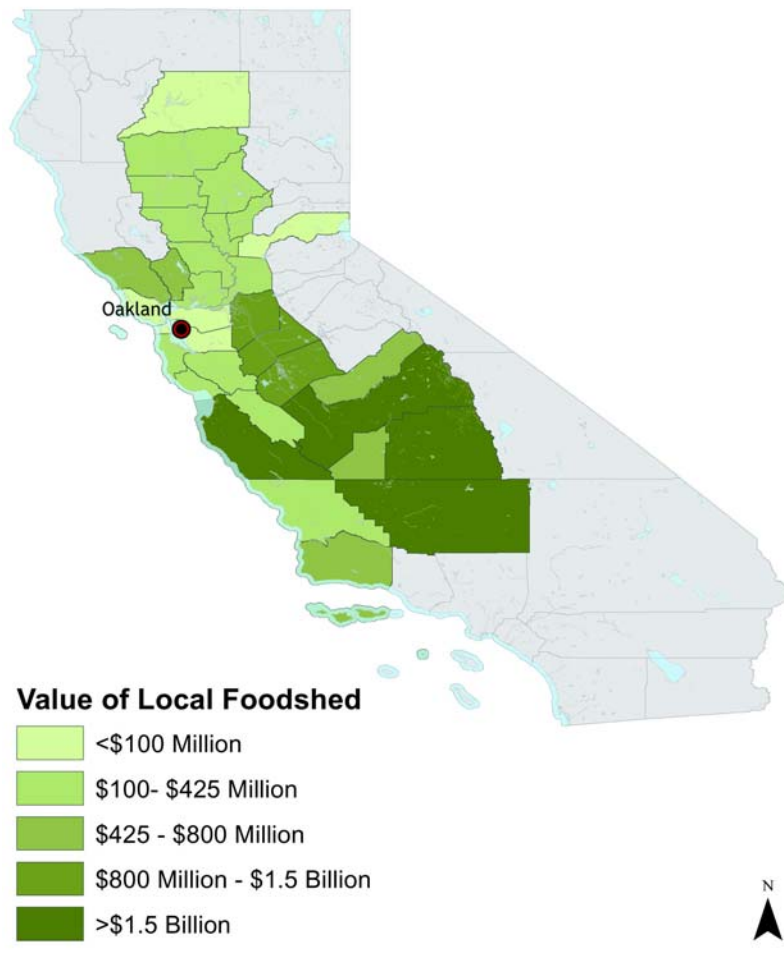 Oakland
Value of Local Foodshed
<$100 Million
$100- $425 Million
$425 - $800 Million
$800 Million - $1.5 Billion
>$1.5 Billion
N